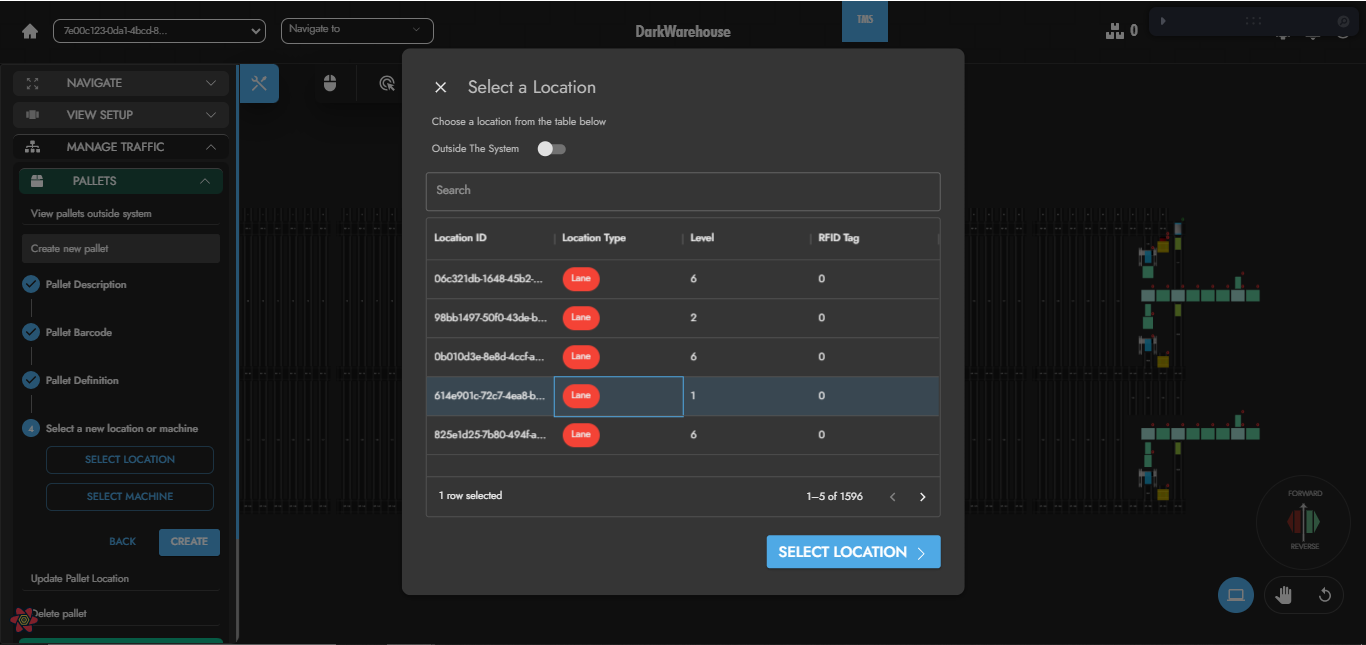 7e00c123-0da1-4bcd-8...
Navigate to
DarkWarehouse
TMS
0
NAVIGATE
VIEW SETUP
MANAGE TRAFFIC
PALLETS
View pallets outside system
Create new pallet
Pallet Description
Pallet Barcode
Pallet Definition
4 Select a new location or machine
SELECT LOCATION
SELECT MACHINE
BACK CREATE
Update Pallet Location
Delete pallet
Select a Location
Choose a location from the table below
Outside The System
Search
Location ID Location Type Level RFID Tag
06c321db-1648-45b2-... Lane 6 0
98bb1497-50f0-43de-b... Lane 2 0
0b010d3e-8e8d-4ccf-a... Lane 6 0
614e901c-72c7-4ea8-b... Lane 1 0
825e1d25-7b80-494f-a... Lane 6 0
1 row selected 1–5 of 1596
SELECT LOCATION
FORWARD
REVERSE